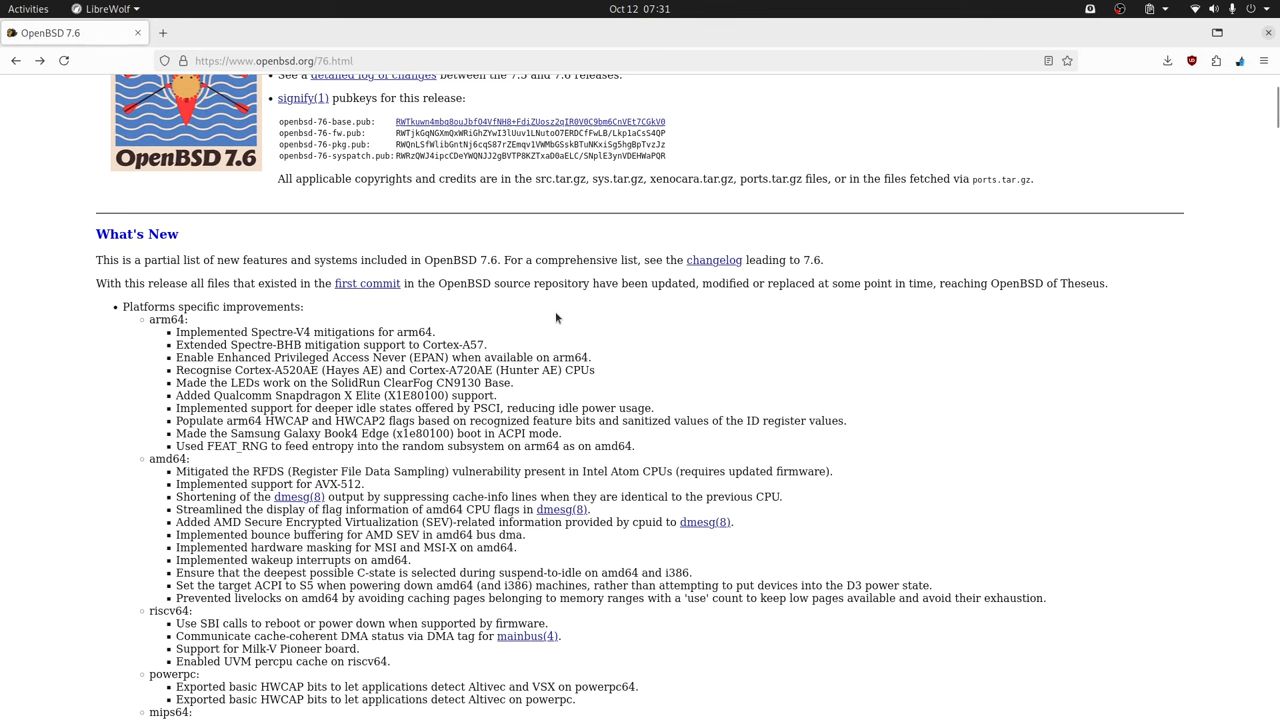 Activities LibreWolf Oct 12 07:31
OpenBSD 7.6
https://www.openbsd.org/76.html
See a detailed log of changes between the 7.5 and 7.6 releases.
signify(1) pubkeys for this release:
openbsd-76-base.pub: RWTkuwn4mbq8ouJbfO4VfNH8+FdiZUosz2qIR0V0C9bm6CnVEt7CGkV0
openbsd-76-fw.pub: RWTjkGqNGXmQxWRiGhZYwI3lUuv1LNutoO7ERDCfFwLB/Lkp1aCsS4QP
openbsd-76-pkg.pub: RWQnLSfWlibGntNj6cqS87rZEmqv1VWMbGSskBTuNKxiSg5hgBpTvzJz
openbsd-76-syspatch.pub: RWRzQWJ4ipcCDeYWQNJJ2gBVTP8KZTxaD0aELC/SNplE3ynVDEHWaPQR
OpenBSD 7.6
All applicable copyrights and credits are in the src.tar.gz, sys.tar.gz, xenocara.tar.gz, ports.tar.gz files, or in the files fetched via ports.tar.gz.
What's New
This is a partial list of new features and systems included in OpenBSD 7.6. For a comprehensive list, see the changelog leading to 7.6.
With this release all files that existed in the first commit in the OpenBSD source repository have been updated, modified or replaced at some point in time, reaching OpenBSD of Theseus.
Platforms specific improvements:
arm64:
Implemented Spectre-V4 mitigations for arm64.
Extended Spectre-BHB mitigation support to Cortex-A57.
Enable Enhanced Privileged Access Never (EPAN) when available on arm64.
Recognise Cortex-A520AE (Hayes AE) and Cortex-A720AE (Hunter AE) CPUs
Made the LEDs work on the SolidRun ClearFog CN9130 Base.
Added Qualcomm Snapdragon X Elite (X1E80100) support.
Implemented support for deeper idle states offered by PSCI, reducing idle power usage.
Populate arm64 HWCAP and HWCAP2 flags based on recognized feature bits and sanitized values of the ID register values.
Made the Samsung Galaxy Book4 Edge (x1e80100) boot in ACPI mode.
Used FEAT_RNG to feed entropy into the random subsystem on arm64 as on amd64.
amd64:
Mitigated the RFDS (Register File Data Sampling) vulnerability present in Intel Atom CPUs (requires updated firmware).
Implemented support for AVX-512.
Shortening of the dmesg(8) output by suppressing cache-info lines when they are identical to the previous CPU.
Streamlined the display of flag information of amd64 CPU flags in dmesg(8).
Added AMD Secure Encrypted Virtualization (SEV)-related information provided by cpuid to dmesg(8).
Implemented bounce buffering for AMD SEV in amd64 bus dma.
Implemented hardware masking for MSI and MSI-X on amd64.
Implemented wakeup interrupts on amd64.
Ensure that the deepest possible C-state is selected during suspend-to-idle on amd64 and i386.
Set the target ACPI to S5 when powering down amd64 (and i386) machines, rather than attempting to put devices into the D3 power state.
Prevented livelocks on amd64 by avoiding caching pages belonging to memory ranges with a 'use' count to keep low pages available and avoid their exhaustion.
riscv64:
Use SBI calls to reboot or power down when supported by firmware.
Communicate cache-coherent DMA status via DMA tag for mainbus(4).
Support for Milk-V Pioneer board.
Enabled UVM percpu cache on riscv64.
powerpc:
Exported basic HWCAP bits to let applications detect Altivec and VSX on powerpc64.
Exported basic HWCAP bits to let applications detect Altivec on powerpc.
mips64: